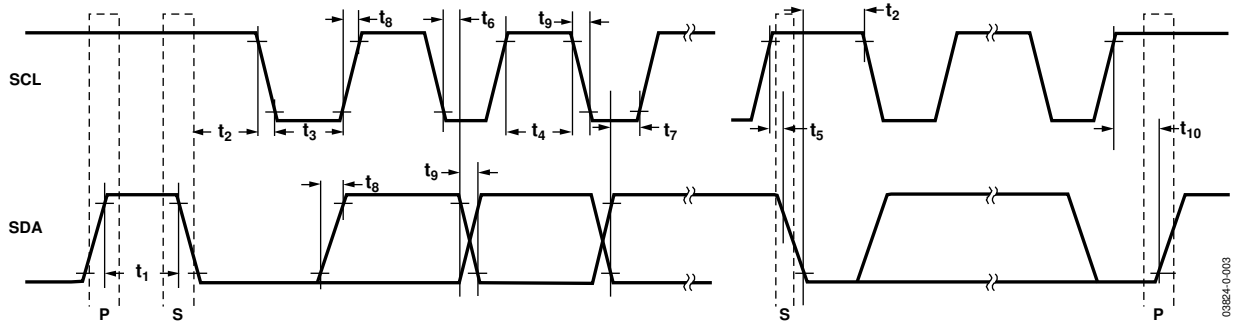 t8 t6 t9 t2
SCL
t2 t3 t4 t7 t5 t10
t9
t8
SDA
t1
P S S P
03824-0-003